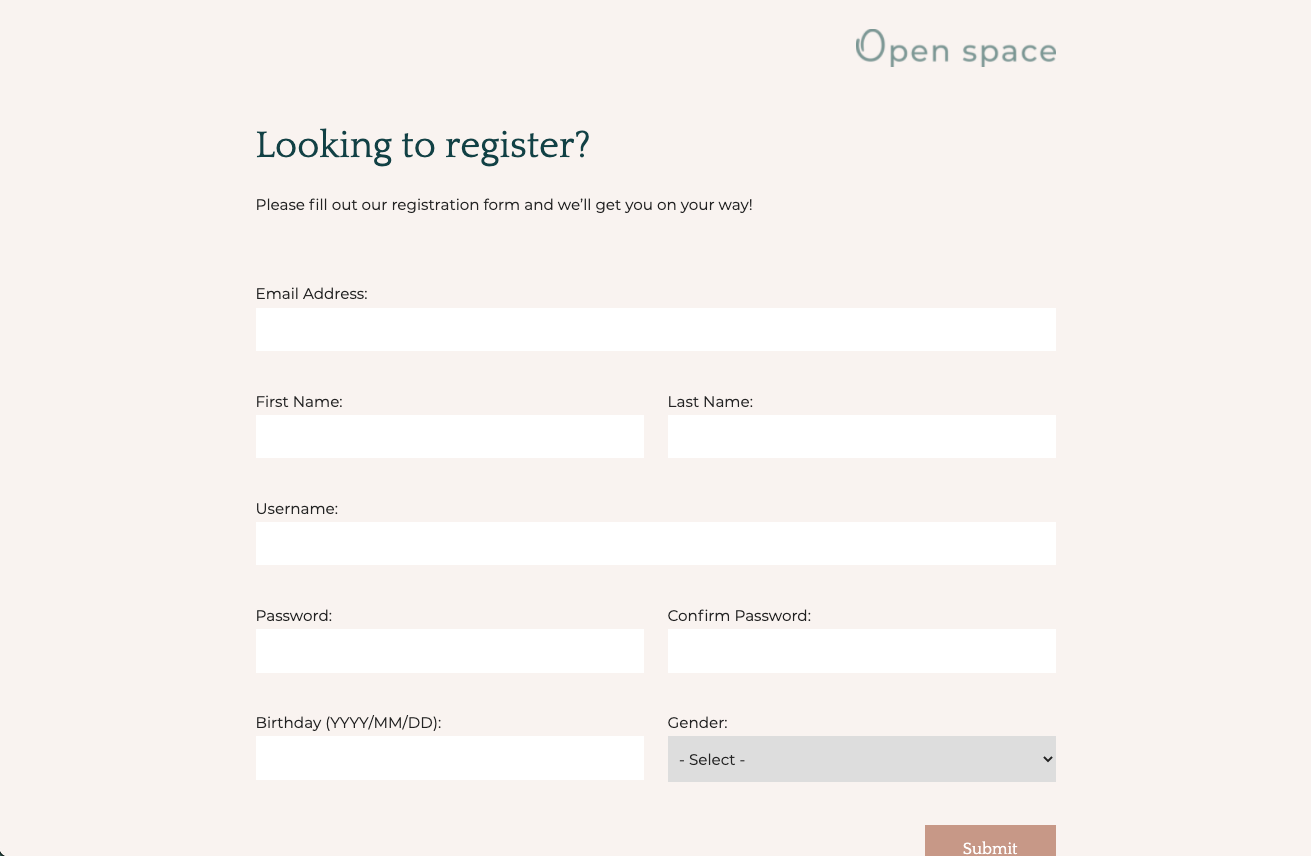 Open space
Looking to register?
Please fill out our registration form and we’ll get you on your way!
Email Address:
First Name:
Last Name:
Username:
Password:
Confirm Password:
Birthday (YYYY/MM/DD):
Gender:
- Select -
Submit